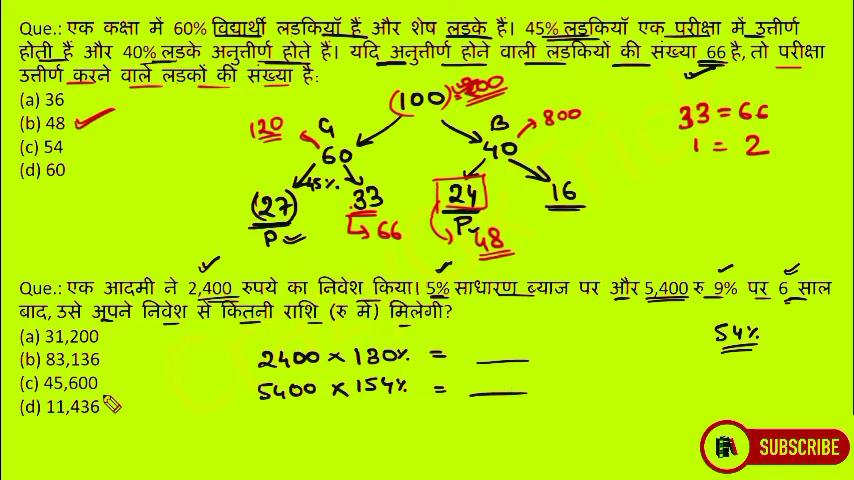 Que.: एक कक्षा में 60% विद्यार्थी लडकियाँ हैं और शेष लडके हैं। 45% लडकियाँ एक परीक्षा में उत्तीर्ण
होती हैं और 40% लडके अनुत्तीर्ण होते हैं। यदि अनुत्तीर्ण होने वाली लडकियों की संख्या 66 है, तो परीक्षा
उत्तीर्ण करने वाले लडकों की संख्या है:
(a) 36
(b) 48
(c) 54
(d) 60
(100) 200
120 G B 800
60 40
45%
(27) 33 24 16
P 66 P 48
33 = 66
1 = 2
Que.: एक आदमी ने 2,400 रुपये का निवेश किया। 5% साधारण ब्याज पर और 5,400 रु 9% पर 6 साल
बाद, उसे अपने निवेश से कितनी राशि (रु में) मिलेगी?
(a) 31,200
(b) 83,136
(c) 45,600
(d) 11,436
54%
2400 × 130% =
5400 × 154% =
SUBSCRIBE